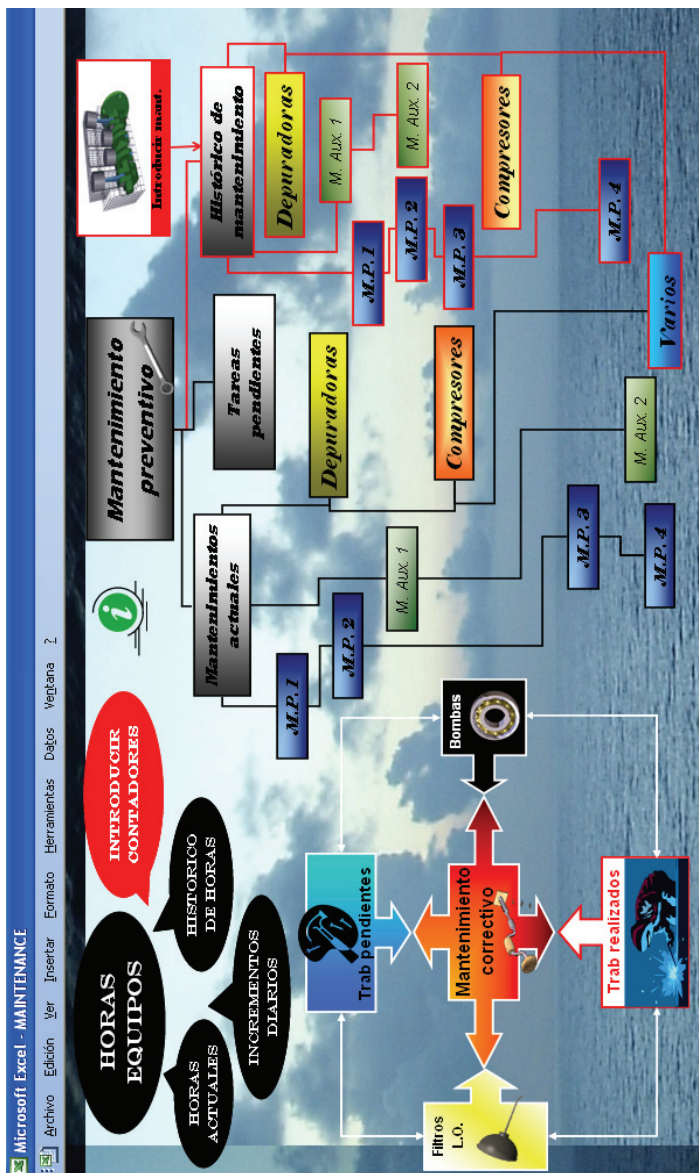 Microsoft Excel - MAINTENANCE
Archivo Edición Ver Insertar Formato Herramientas Datos Ventana ?
HORAS
EQUIPOS
INTRODUCIR
CONTADORES
HORAS
ACTUALES
HISTORICO
DE HORAS
INCREMENTOS
DIARIOS
Mantenimiento
preventivo
Introducir mant.
Mantenimientos
actuales
Tareas
pendientes
Histórico de
mantenimiento
M.P. 1
M.P. 2
M. Aux. 1
Depuradoras
Compresores
M.P. 3
M.P. 4
M. Aux. 2
Depuradoras
M. Aux. 1
M. Aux. 2
M.P. 1
M.P. 2
M.P. 3
Compresores
M.P. 4
Varios
Trab pendientes
Filtros
L.O.
Mantenimiento
correctivo
Bombas
Trab realizados